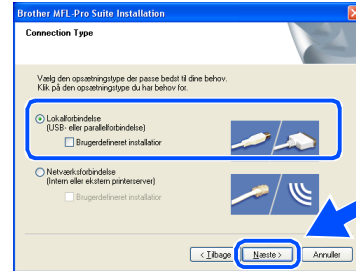 Brother MFL-Pro Suite Installation
Connection Type
Vælg den opsætningstype der passe bedst til dine behov.
Klik på den opsætningstype du har behov for.
Lokalforbindelse
(USB- eller parallelforbindelse)
Brugerdefineret installatior
Netværksforbindelse
(Intern eller ekstern printerserver)
Brugerdefineret installatior
< Tilbage
Næste >
Annuller